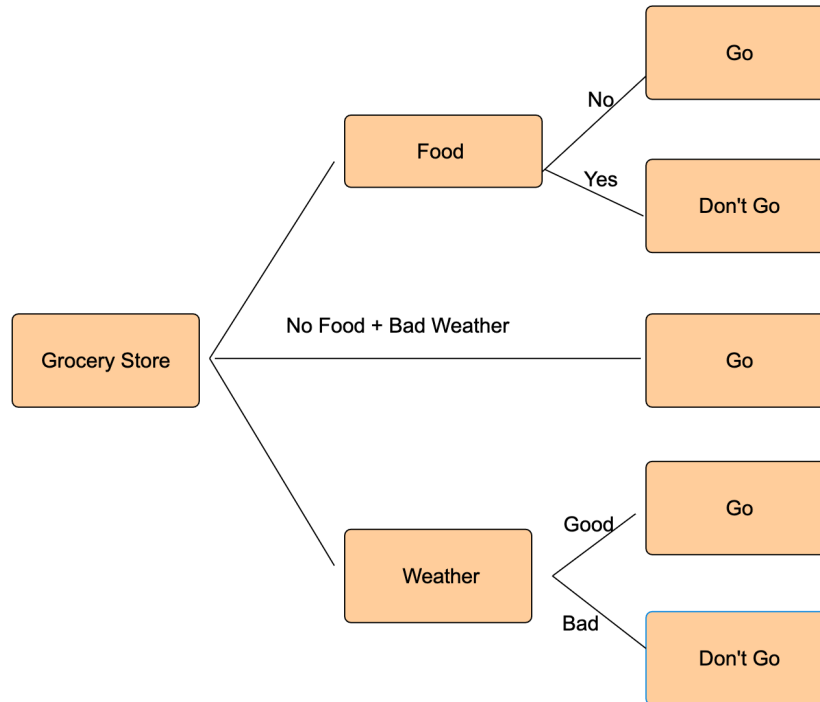 Go
No
Food
Yes
Don't Go
No Food + Bad Weather
Grocery Store
Go
Go
Good
Weather
Bad
Don't Go